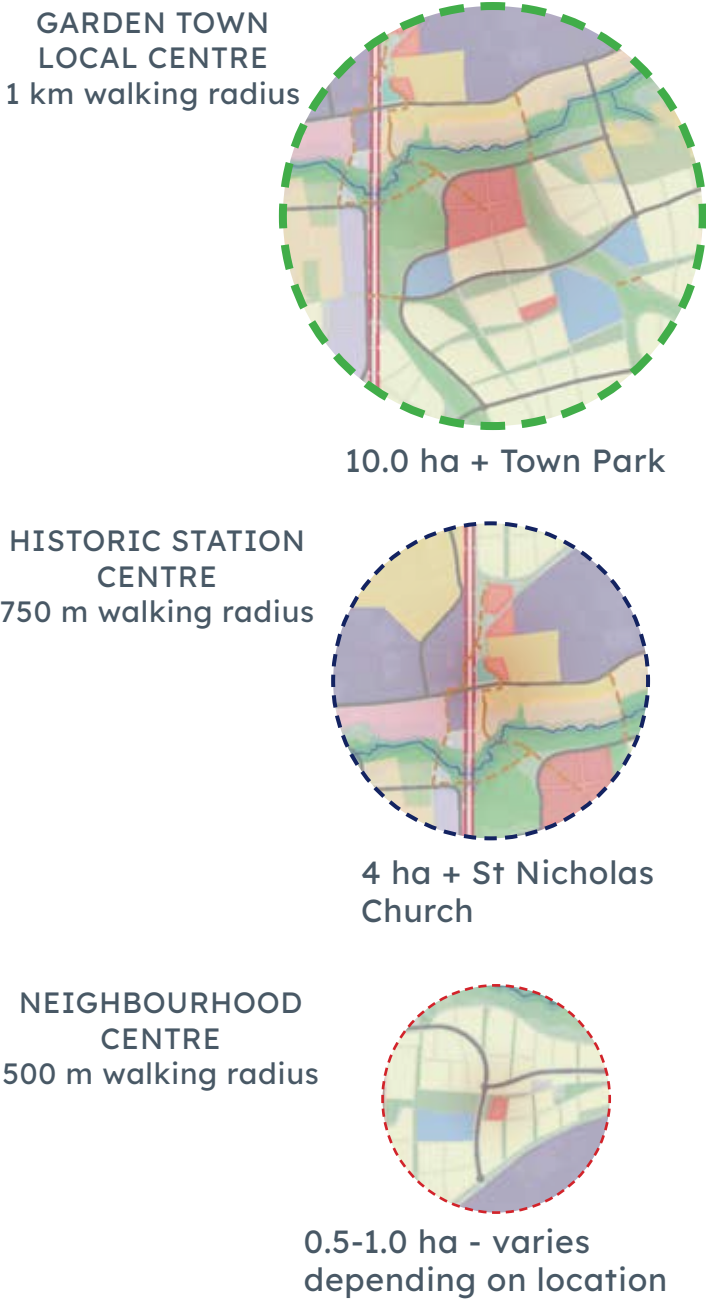 GARDEN TOWN
LOCAL CENTRE
1 km walking radius
10.0 ha + Town Park
HISTORIC STATION
CENTRE
750 m walking radius
4 ha + St Nicholas
Church
NEIGHBOURHOOD
CENTRE
500 m walking radius
0.5-1.0 ha - varies
depending on location